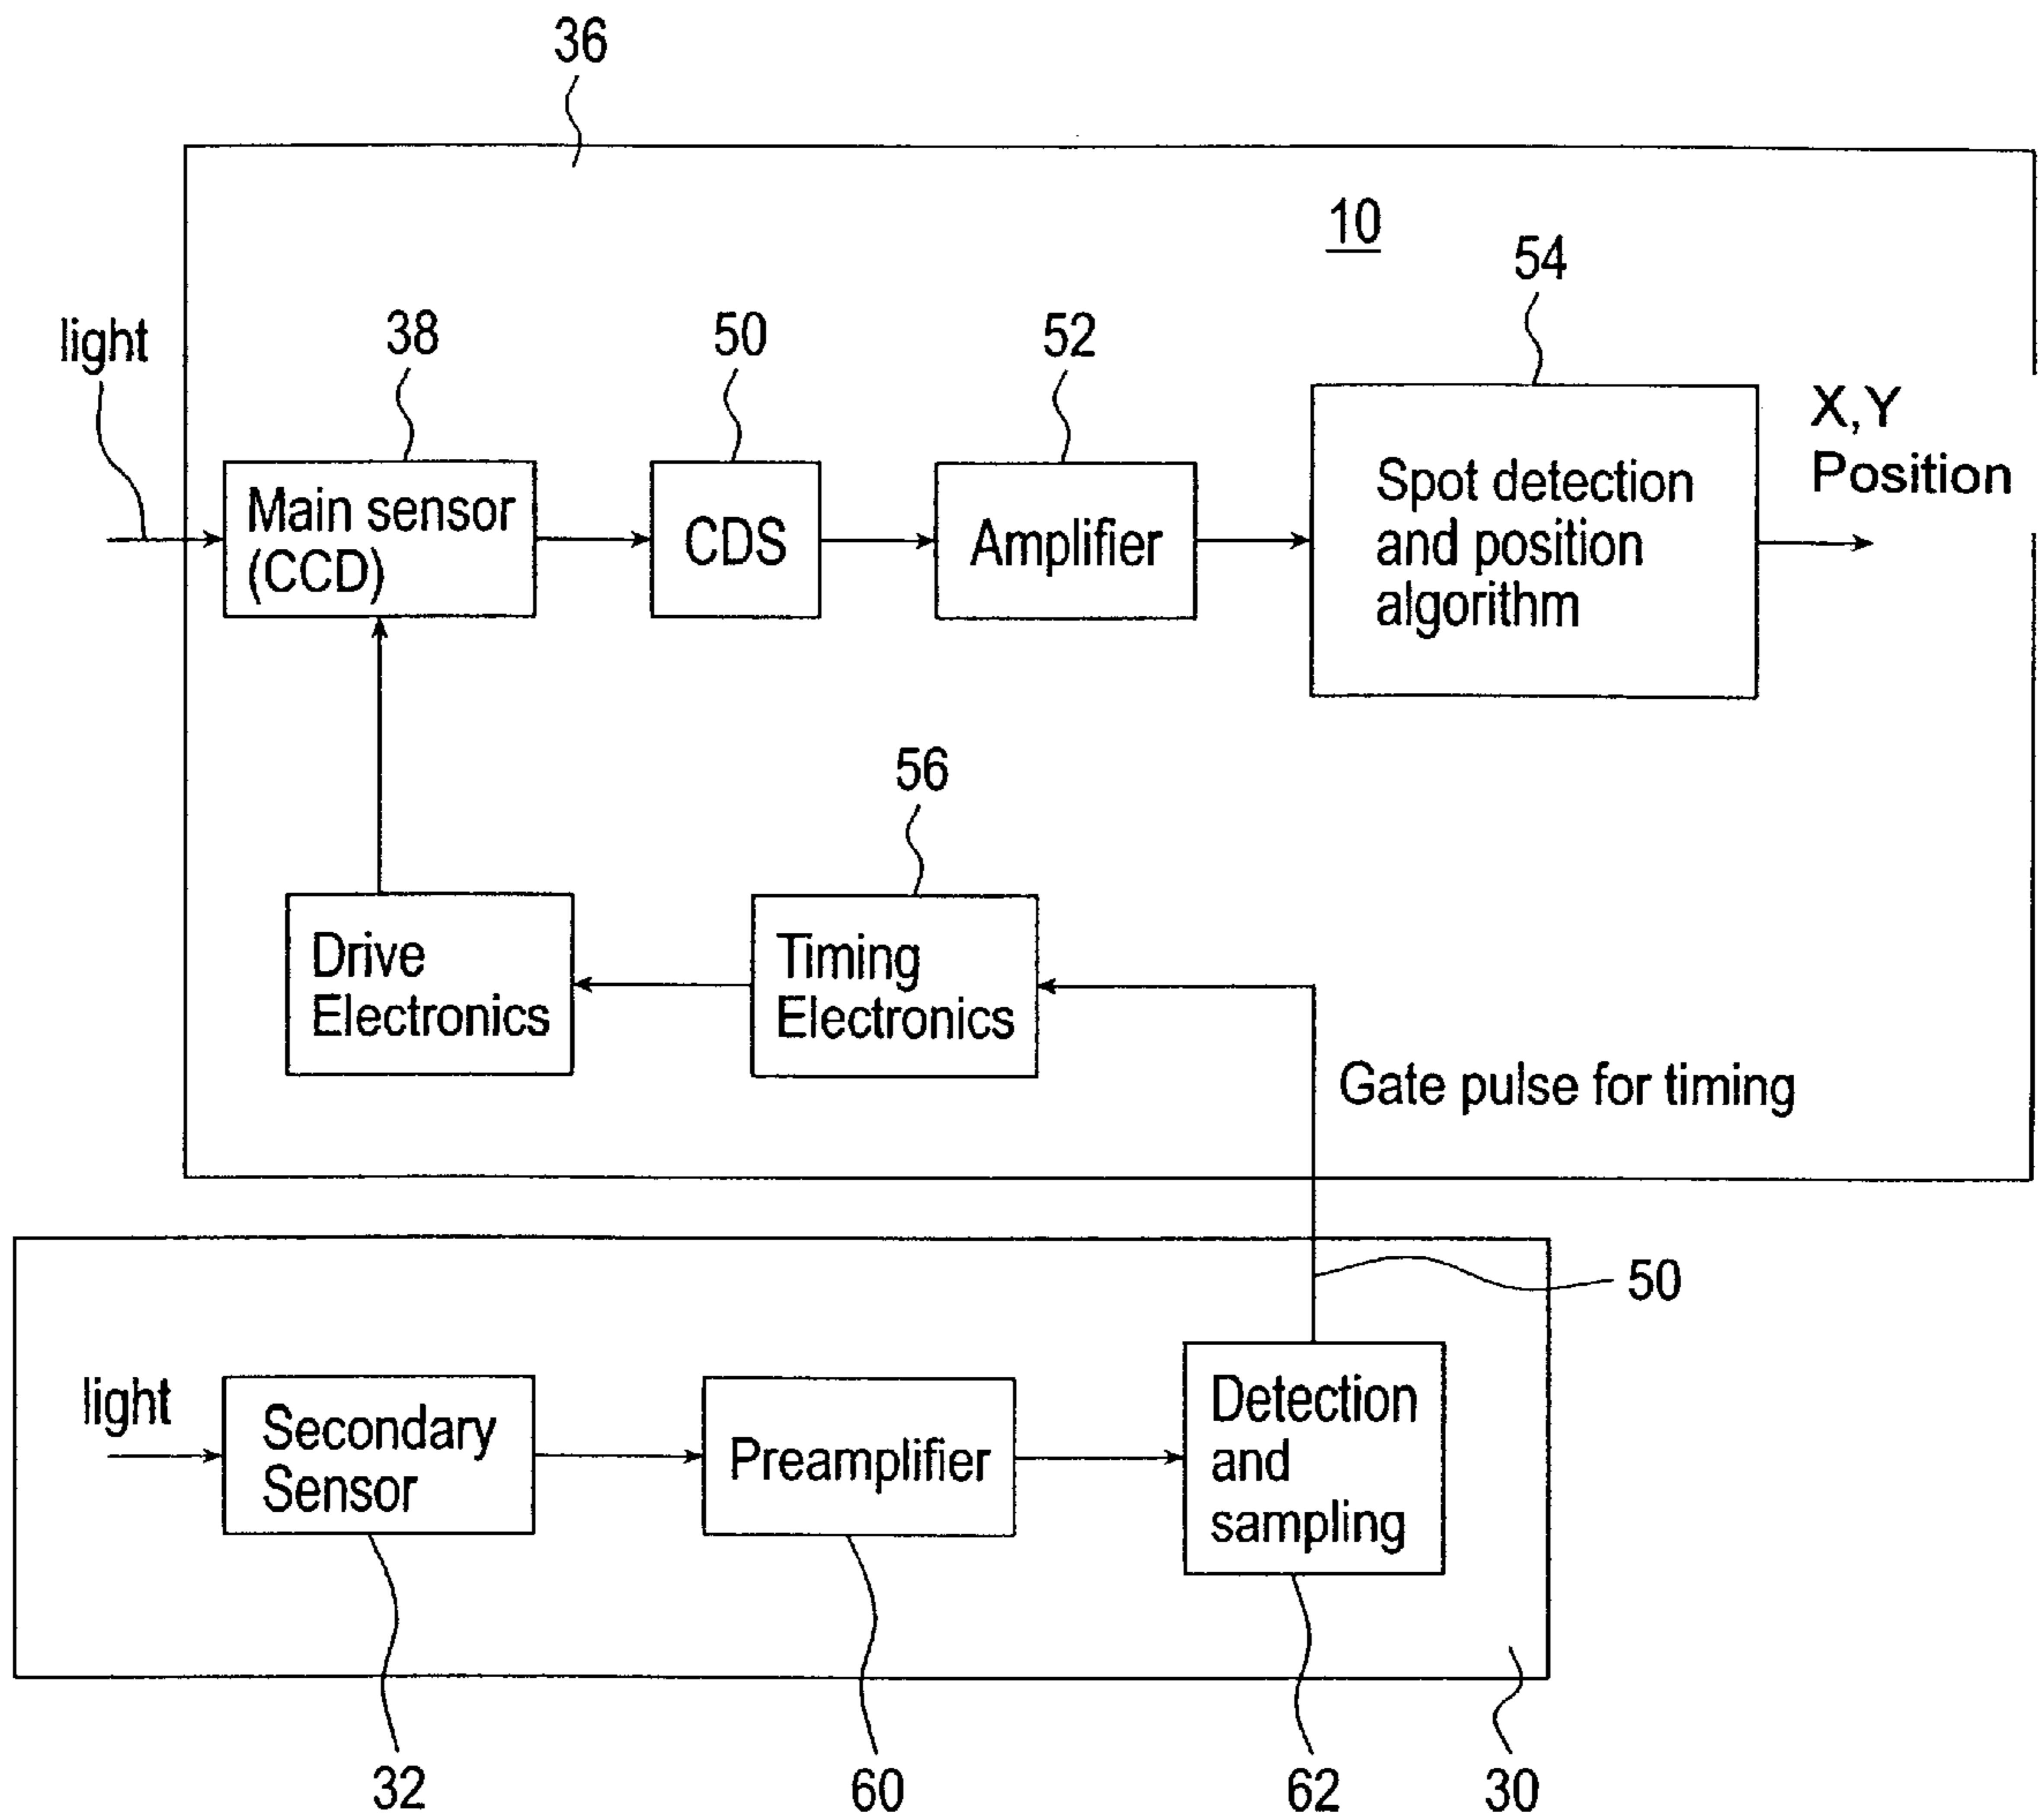 36
10
54
light
38
50
52
X,Y
Position
Main sensor
(CCD)
CDS
Amplifier
Spot detection
and position
algorithm
56
Drive
Electronics
Timing
Electronics
Gate pulse for timing
50
light
Secondary
Sensor
Preamplifier
Detection
and
sampling
32
60
62
30